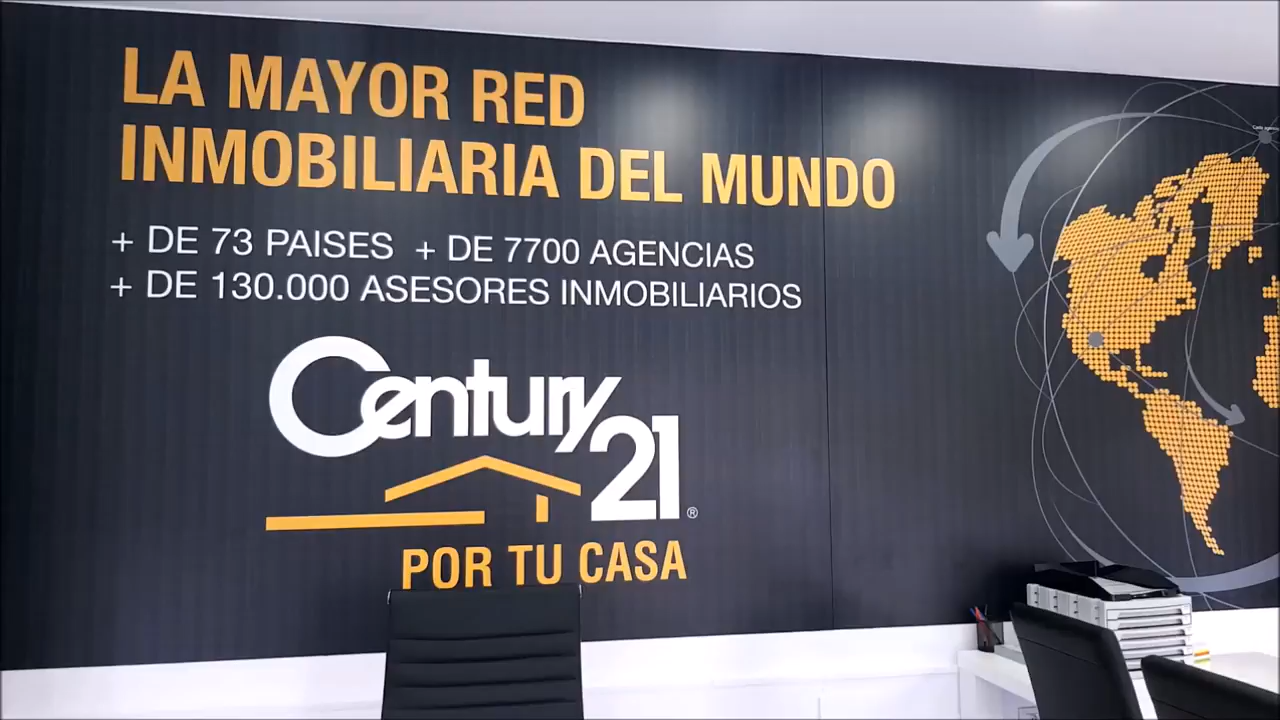 LA MAYOR RED
INMOBILIARIA DEL MUNDO
+ DE 73 PAISES + DE 7700 AGENCIAS
+ DE 130.000 ASESORES INMOBILIARIOS
Century
21®
POR TU CASA